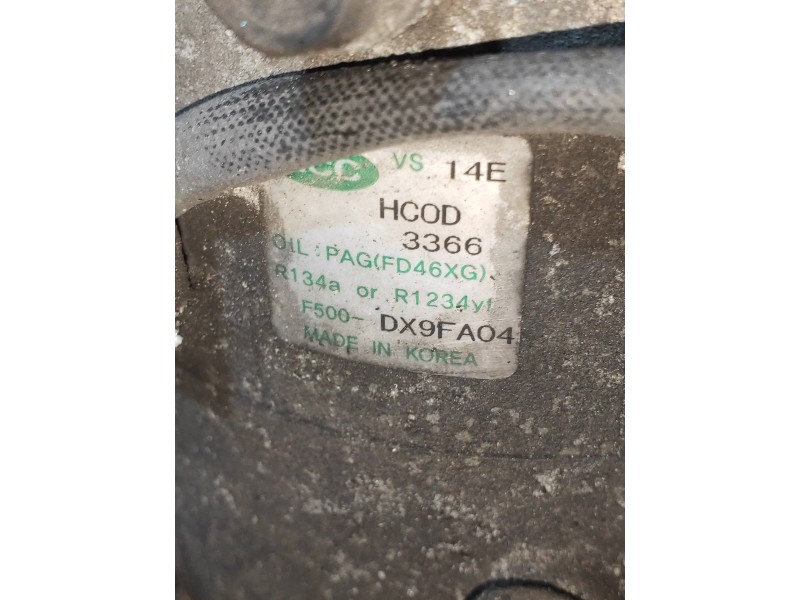 VS 14E
HCOD
3366
OIL : PAG(FD46XG)
R134a or R1234yf
F500- DX9FA04
MADE IN KOREA